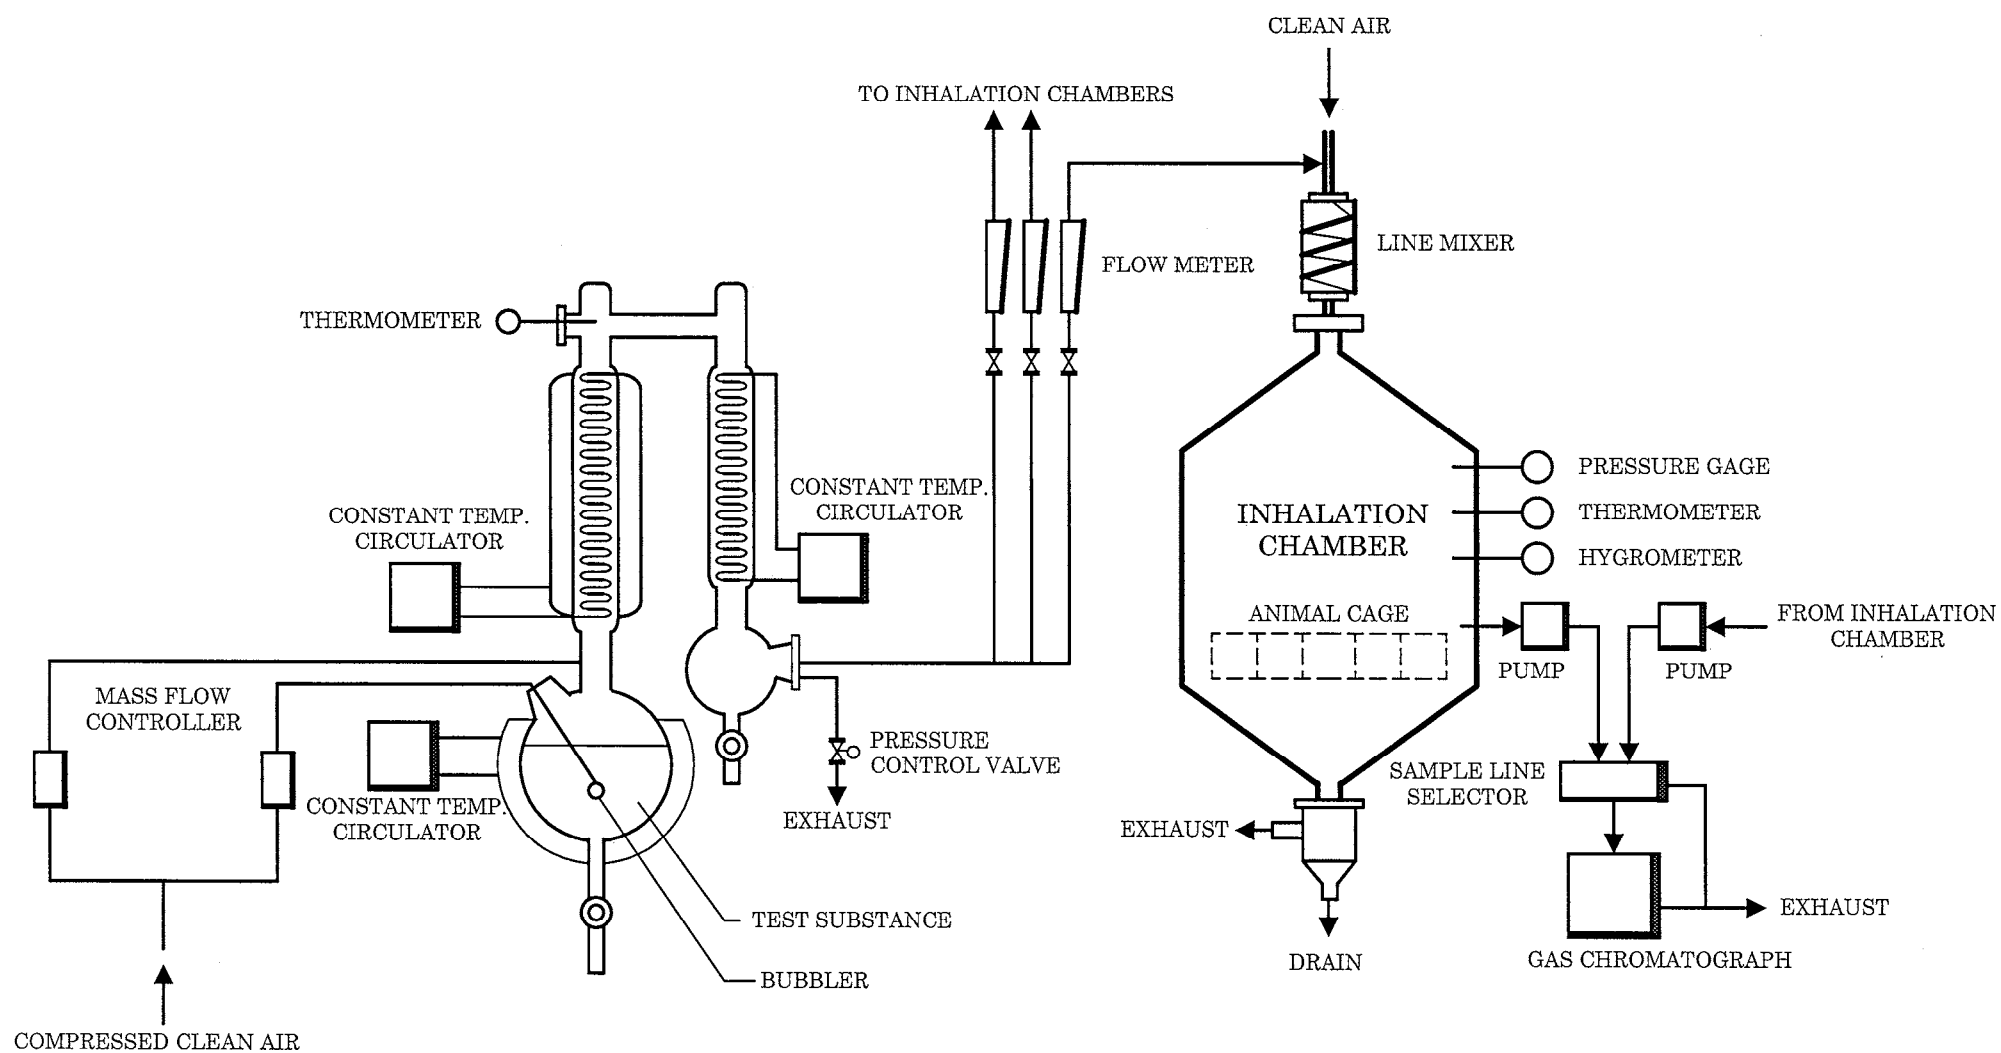 CLEAN AIR
TO INHALATION CHAMBERS
LINE MIXER
FLOW METER
THERMOMETER
PRESSURE GAGE
CONSTANT TEMP.
CIRCULATOR
THERMOMETER
CONSTANT TEMP.
CIRCULATOR
INHALATION
CHAMBER
HYGROMETER
ANIMAL CAGE
FROM INHALATION
CHAMBER
PUMP
PUMP
MASS FLOW
CONTROLLER
PRESSURE
CONTROL VALVE
SAMPLE LINE
SELECTOR
CONSTANT TEMP.
CIRCULATOR
EXHAUST
EXHAUST
TEST SUBSTANCE
EXHAUST
DRAIN
GAS CHROMATOGRAPH
BUBBLER
COMPRESSED CLEAN AIR